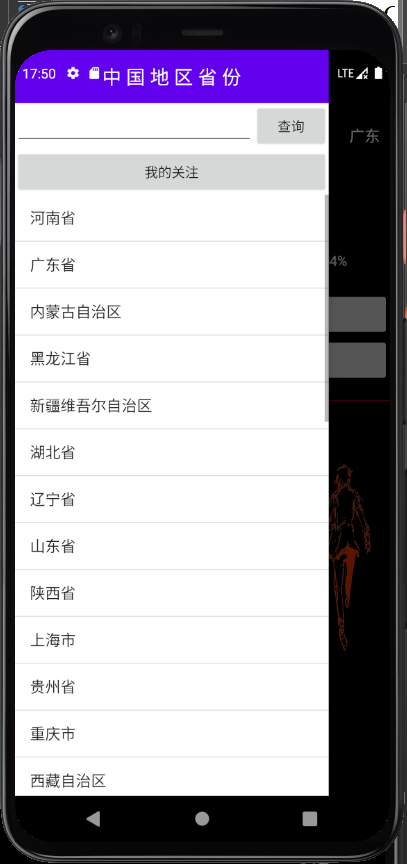 17:50 中国地区省份 LTE
查询
广东
我的关注
河南省
广东省
4%
内蒙古自治区
黑龙江省
新疆维吾尔自治区
湖北省
辽宁省
山东省
陕西省
上海市
贵州省
重庆市
西藏自治区